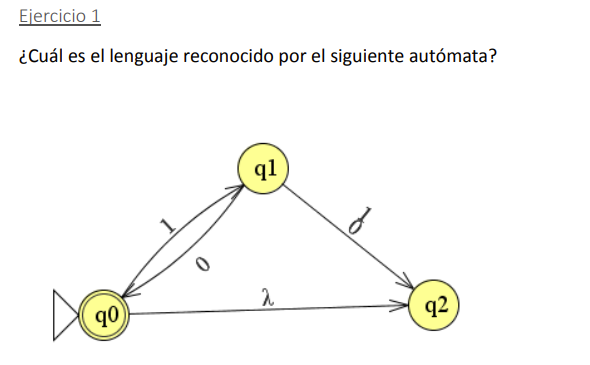 Ejercicio 1
¿Cuál es el lenguaje reconocido por el siguiente autómata?
q1
1
0
λ
q0
q2